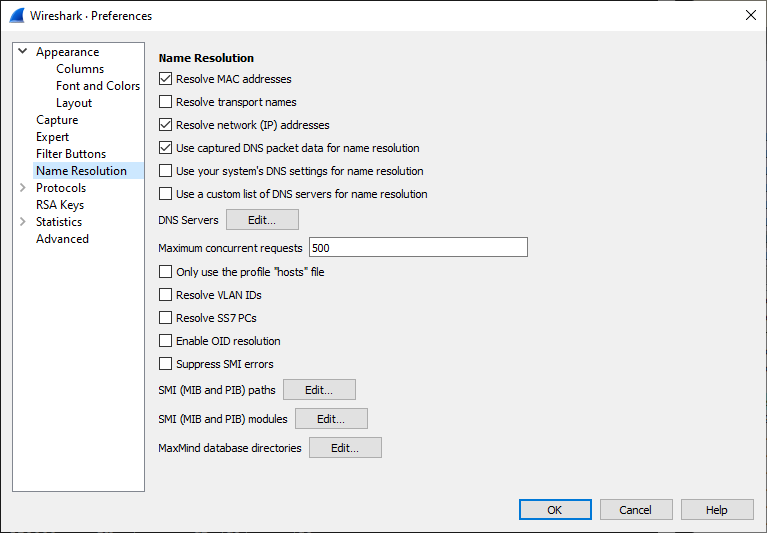 Wireshark · Preferences
Appearance
Columns
Font and Colors
Layout
Capture
Expert
Filter Buttons
Name Resolution
Protocols
RSA Keys
Statistics
Advanced
Name Resolution
Resolve MAC addresses
Resolve transport names
Resolve network (IP) addresses
Use captured DNS packet data for name resolution
Use your system's DNS settings for name resolution
Use a custom list of DNS servers for name resolution
DNS Servers Edit...
Maximum concurrent requests 500
Only use the profile "hosts" file
Resolve VLAN IDs
Resolve SS7 PCs
Enable OID resolution
Suppress SMI errors
SMI (MIB and PIB) paths Edit...
SMI (MIB and PIB) modules Edit...
MaxMind database directories Edit...
OK Cancel Help